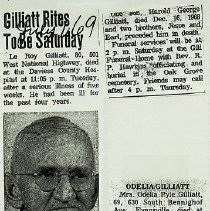 Gilliatt Rites
To Be Saturday
69
Le Roy Gilliatt, 80, 801
West National Highway, died
at the Daviess County Hos-
pital at 11:05 p. m. Tuesday,
after a serious illness of five
weeks. He had been ill for
the past four years.
son, Harold George
Gilliatt, died Dec. 16, 1968
and two brothers, Jesse and
Earl, preceded him in death.
Funeral services will be at
2 p. m. Saturday at the Gill
Funeral Home with Rev. R.
P. Hawkins officiating and
burial in the Oak Grove
cemetery. Friends may call
after 4 p. m. Thursday.
ODELIA GILLIATT
Mrs. Odelia Pyle Gilliatt,
69, 630 South Bennighof
Ave. Evansville, died at